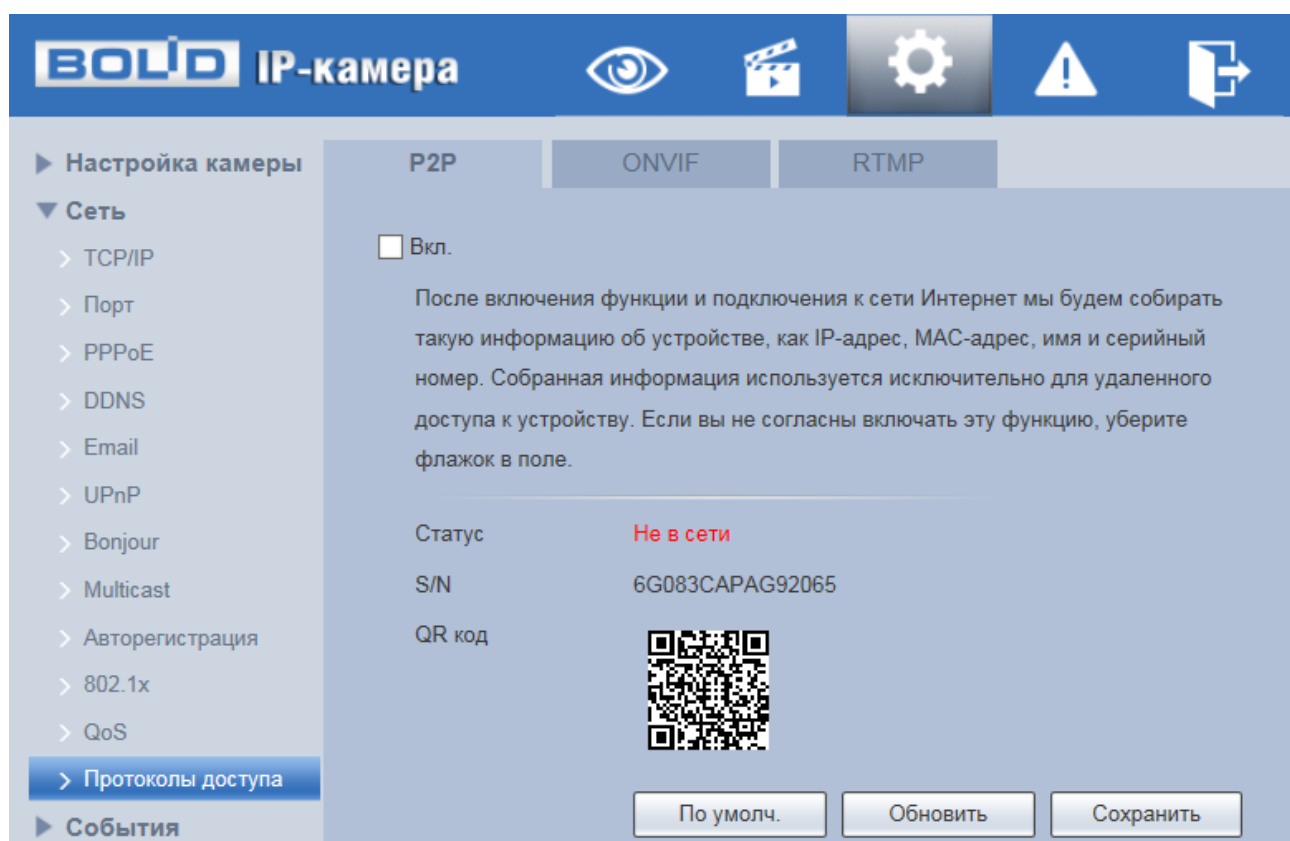 BOLID IP-камера
Настройка камеры
Сеть
TCP/IP
Порт
PPPoE
DDNS
Email
UPnP
Bonjour
Multicast
Авторегистрация
802.1x
QoS
Протоколы доступа
События
P2P ONVIF RTMP
Вкл.
После включения функции и подключения к сети Интернет мы будем собирать
такую информацию об устройстве, как IP-адрес, MAC-адрес, имя и серийный
номер. Собранная информация используется исключительно для удаленного
доступа к устройству. Если вы не согласны включать эту функцию, уберите
флажок в поле.
Статус Не в сети
S/N 6G083CAPAG92065
QR код
По умолч. Обновить Сохранить